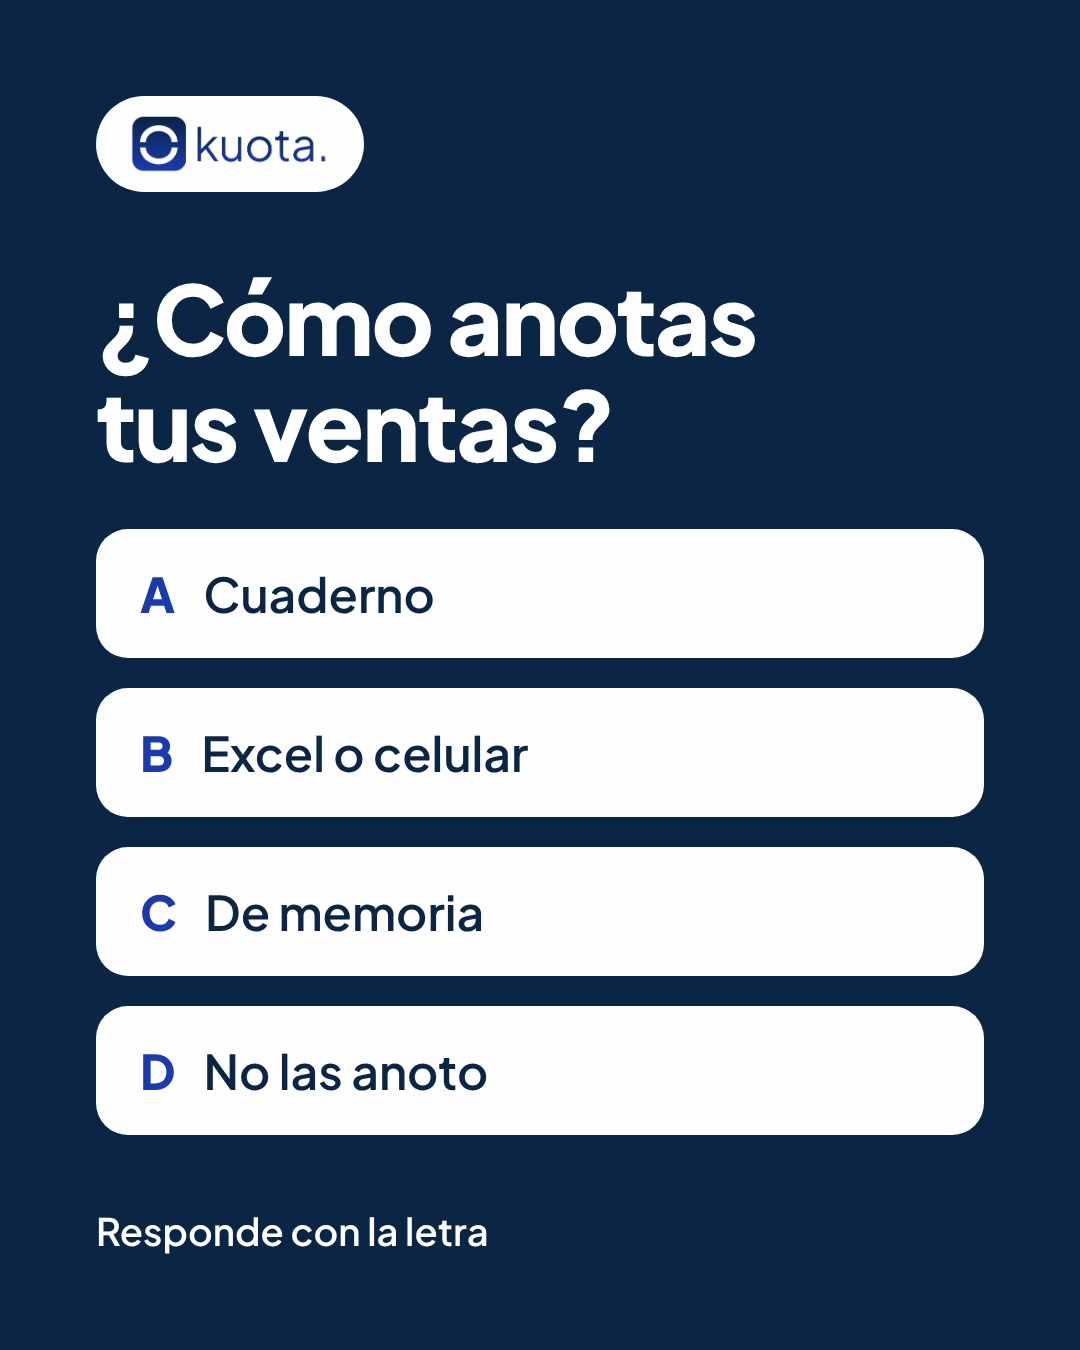 kuota.
¿Cómo anotas
tus ventas?
A Cuaderno
B Excel o celular
C De memoria
D No las anoto
Responde con la letra